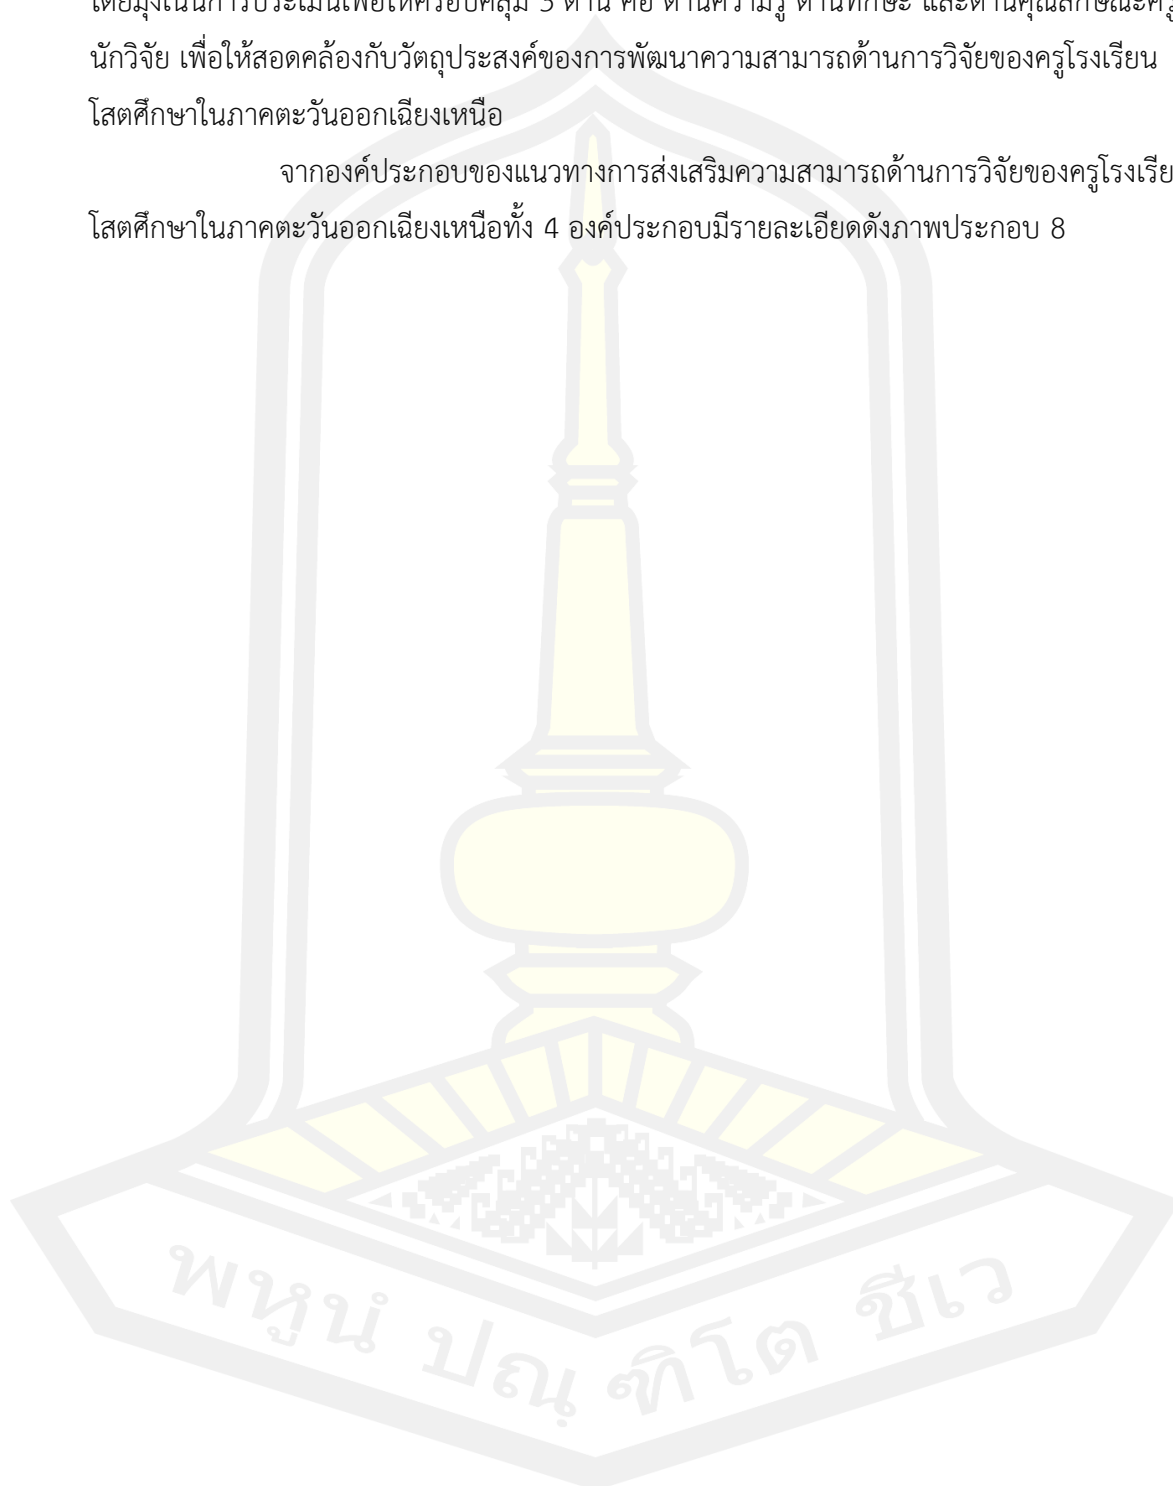 โดยมุ่งเน้นการประเมินเพื่อให้ครอบคลุม 3 ด้าน คือ ด้านความรู้ ด้านทักษะ และด้านคุณลักษณะครู
นักวิจัย เพื่อให้สอดคล้องกับวัตถุประสงค์ของการพัฒนาความสามารถด้านการวิจัยของครูโรงเรียน
โสตศึกษาในภาคตะวันออกเฉียงเหนือ
จากองค์ประกอบของแนวทางการส่งเสริมความสามารถด้านการวิจัยของครูโรงเรีย
โสตศึกษาในภาคตะวันออกเฉียงเหนือทั้ง 4 องค์ประกอบมีรายละเอียดดังภาพประกอบ 8
พหูนํ ปณฺ ฑิโต ชีเว